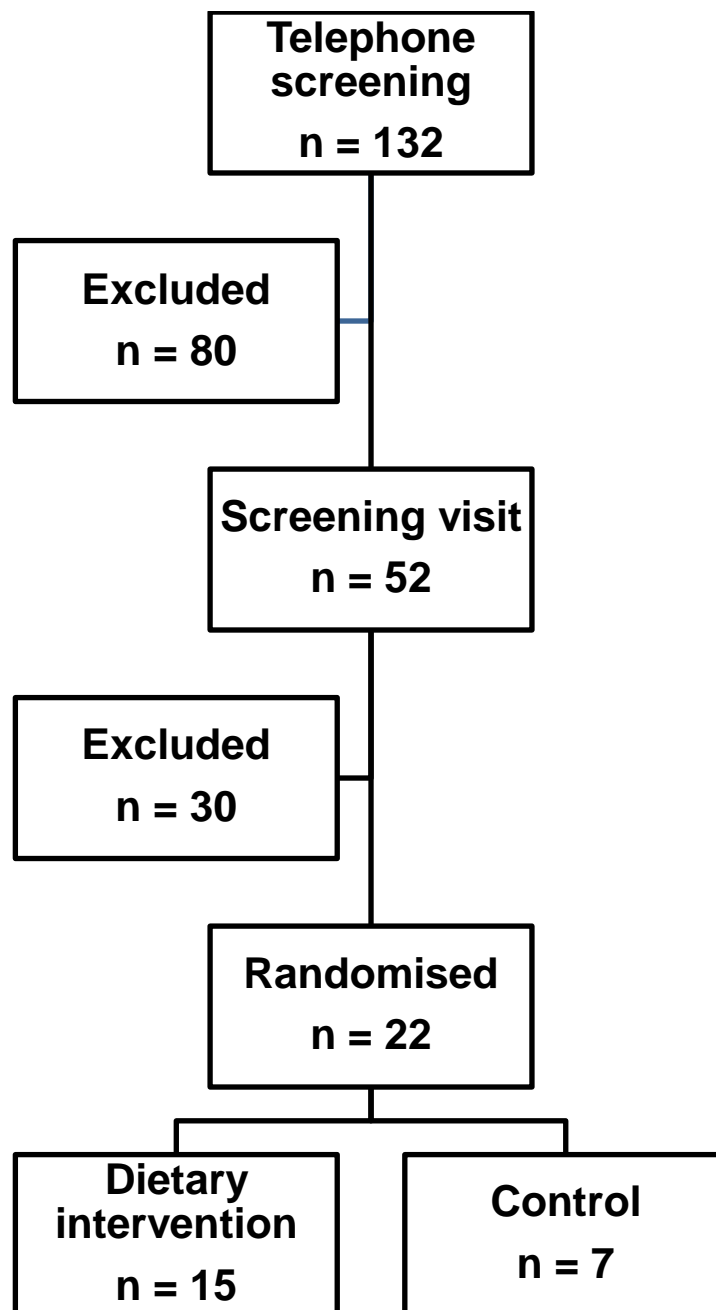 Telephone
screening
n = 132
Excluded
n = 80
Screening visit
n = 52
Excluded
n = 30
Randomised
n = 22
Dietary
intervention
n = 15
Control
n = 7